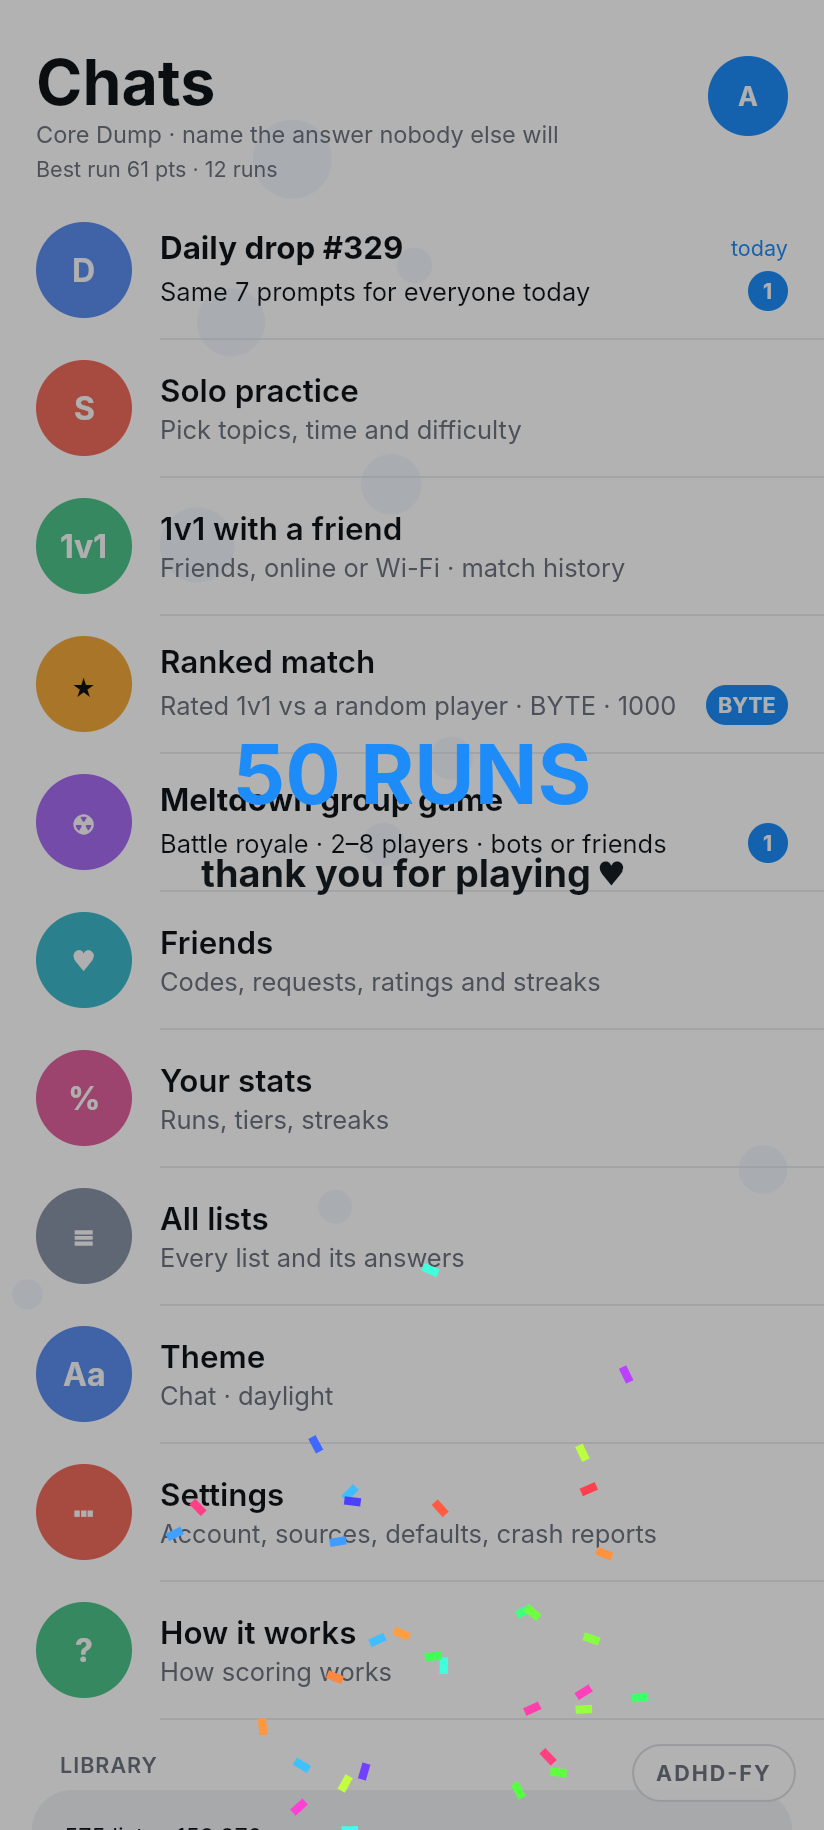 Chats
A
Core Dump · name the answer nobody else will
Best run 61 pts · 12 runs
D
Daily drop #329
today
Same 7 prompts for everyone today
1
S
Solo practice
Pick topics, time and difficulty
1v1
1v1 with a friend
Friends, online or Wi-Fi · match history
★
Ranked match
Rated 1v1 vs a random player · BYTE · 1000
BYTE
50 RUNS
Meltdown group game
Battle royale · 2–8 players · bots or friends
1
thank you for playing ♥
♥
Friends
Codes, requests, ratings and streaks
%
Your stats
Runs, tiers, streaks
≡
All lists
Every list and its answers
Aa
Theme
Chat · daylight
Settings
Account, sources, defaults, crash reports
?
How it works
How scoring works
LIBRARY
ADHD-FY